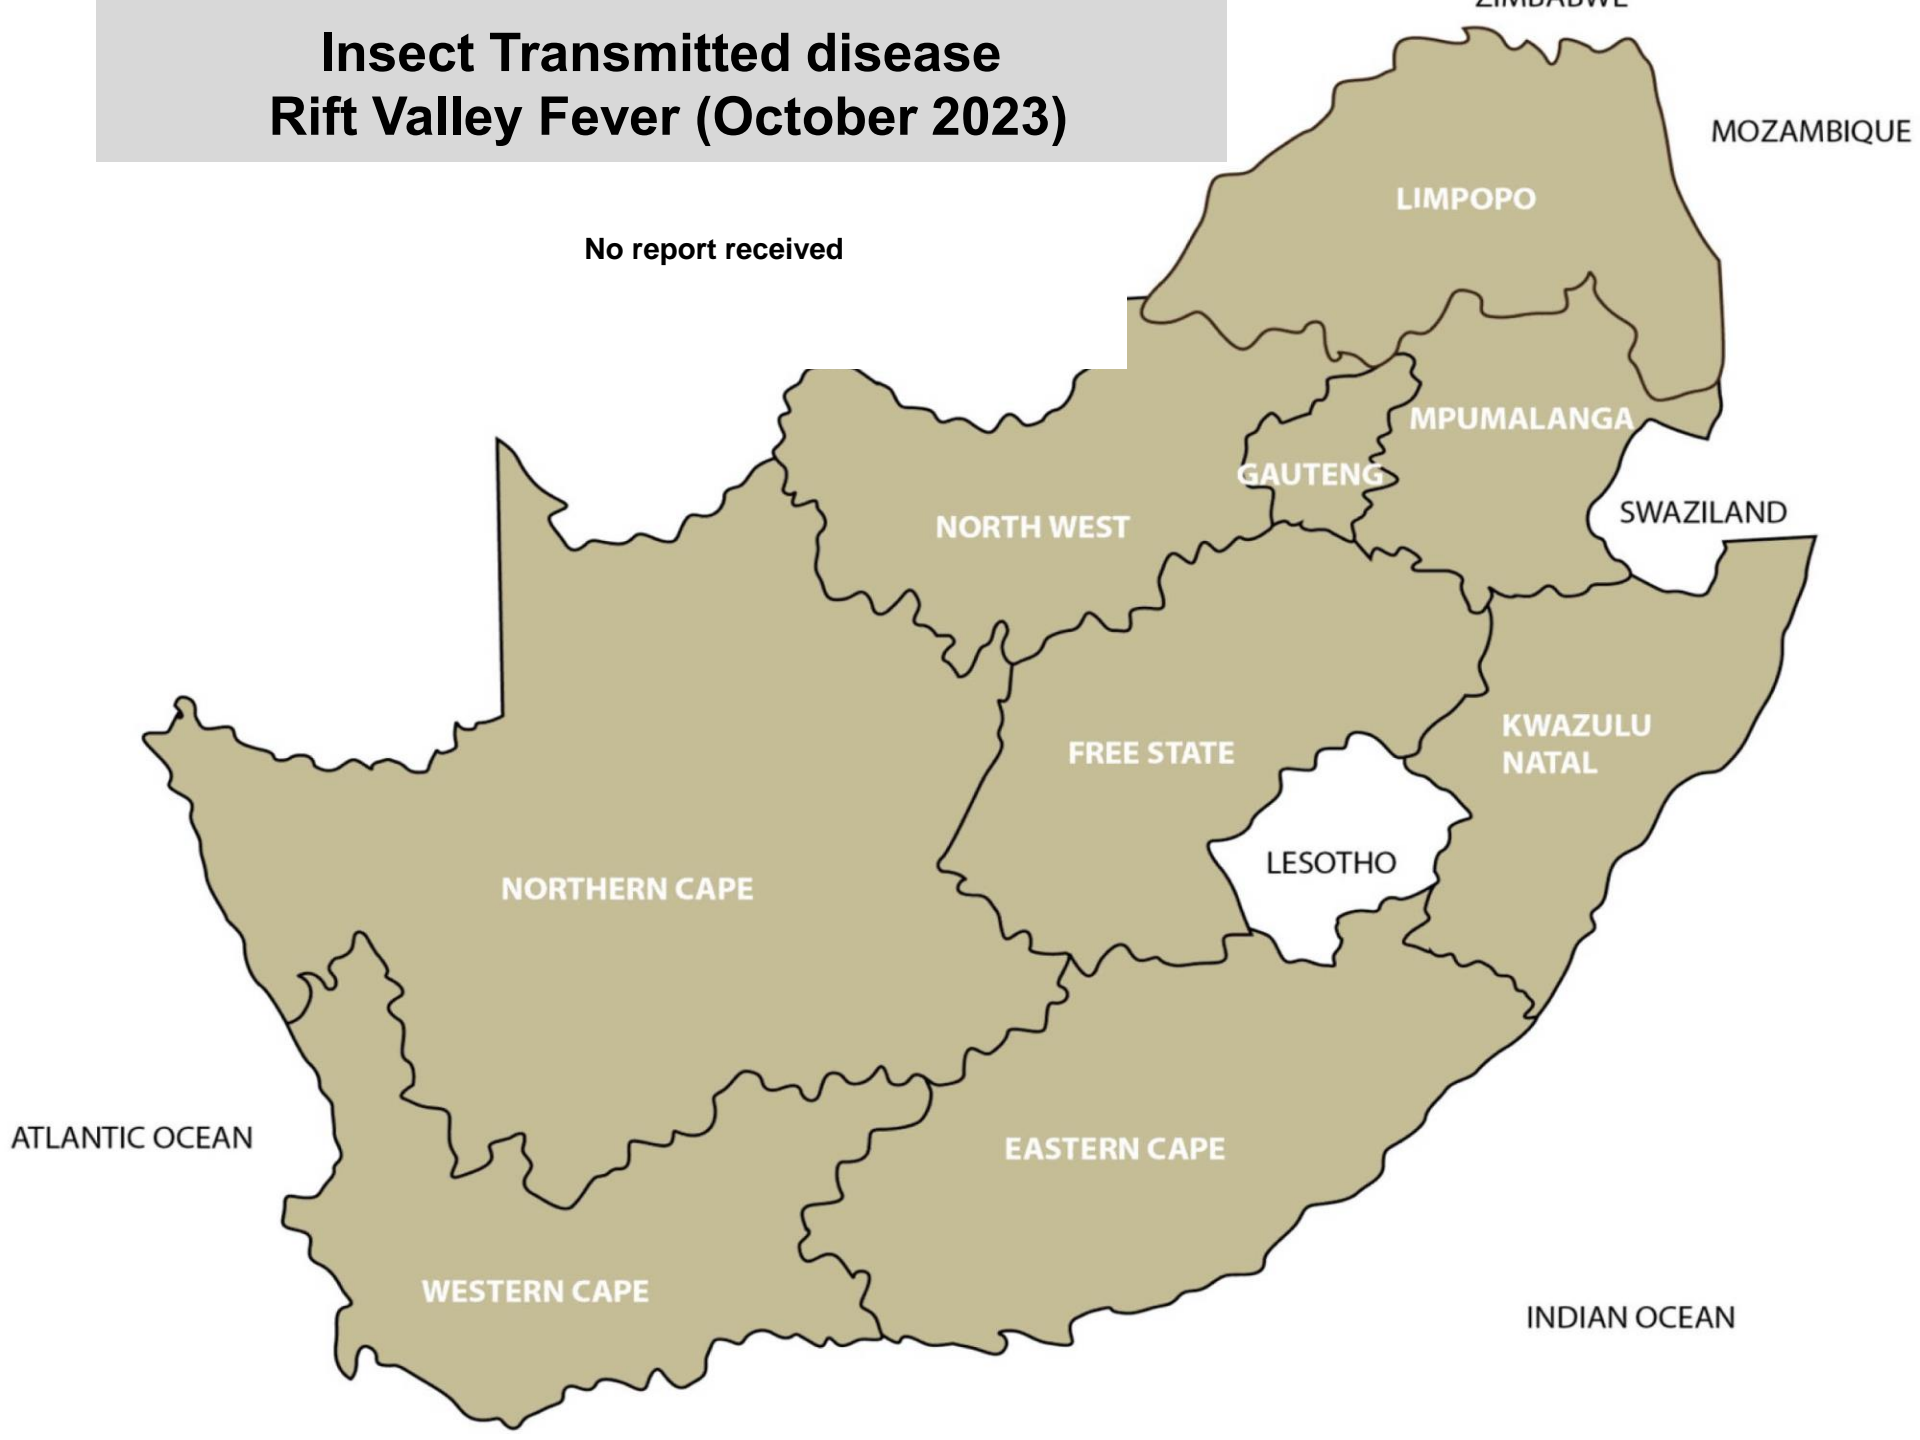 ZIMBABWE
Insect Transmitted disease
Rift Valley Fever (October 2023)
MOZAMBIQUE
LIMPOPO
No report received
MPUMALANGA
GAUTENG
SWAZILAND
NORTH WEST
KWAZULU
NATAL
FREE STATE
LESOTHO
NORTHERN CAPE
ATLANTIC OCEAN
EASTERN CAPE
WESTERN CAPE
INDIAN OCEAN